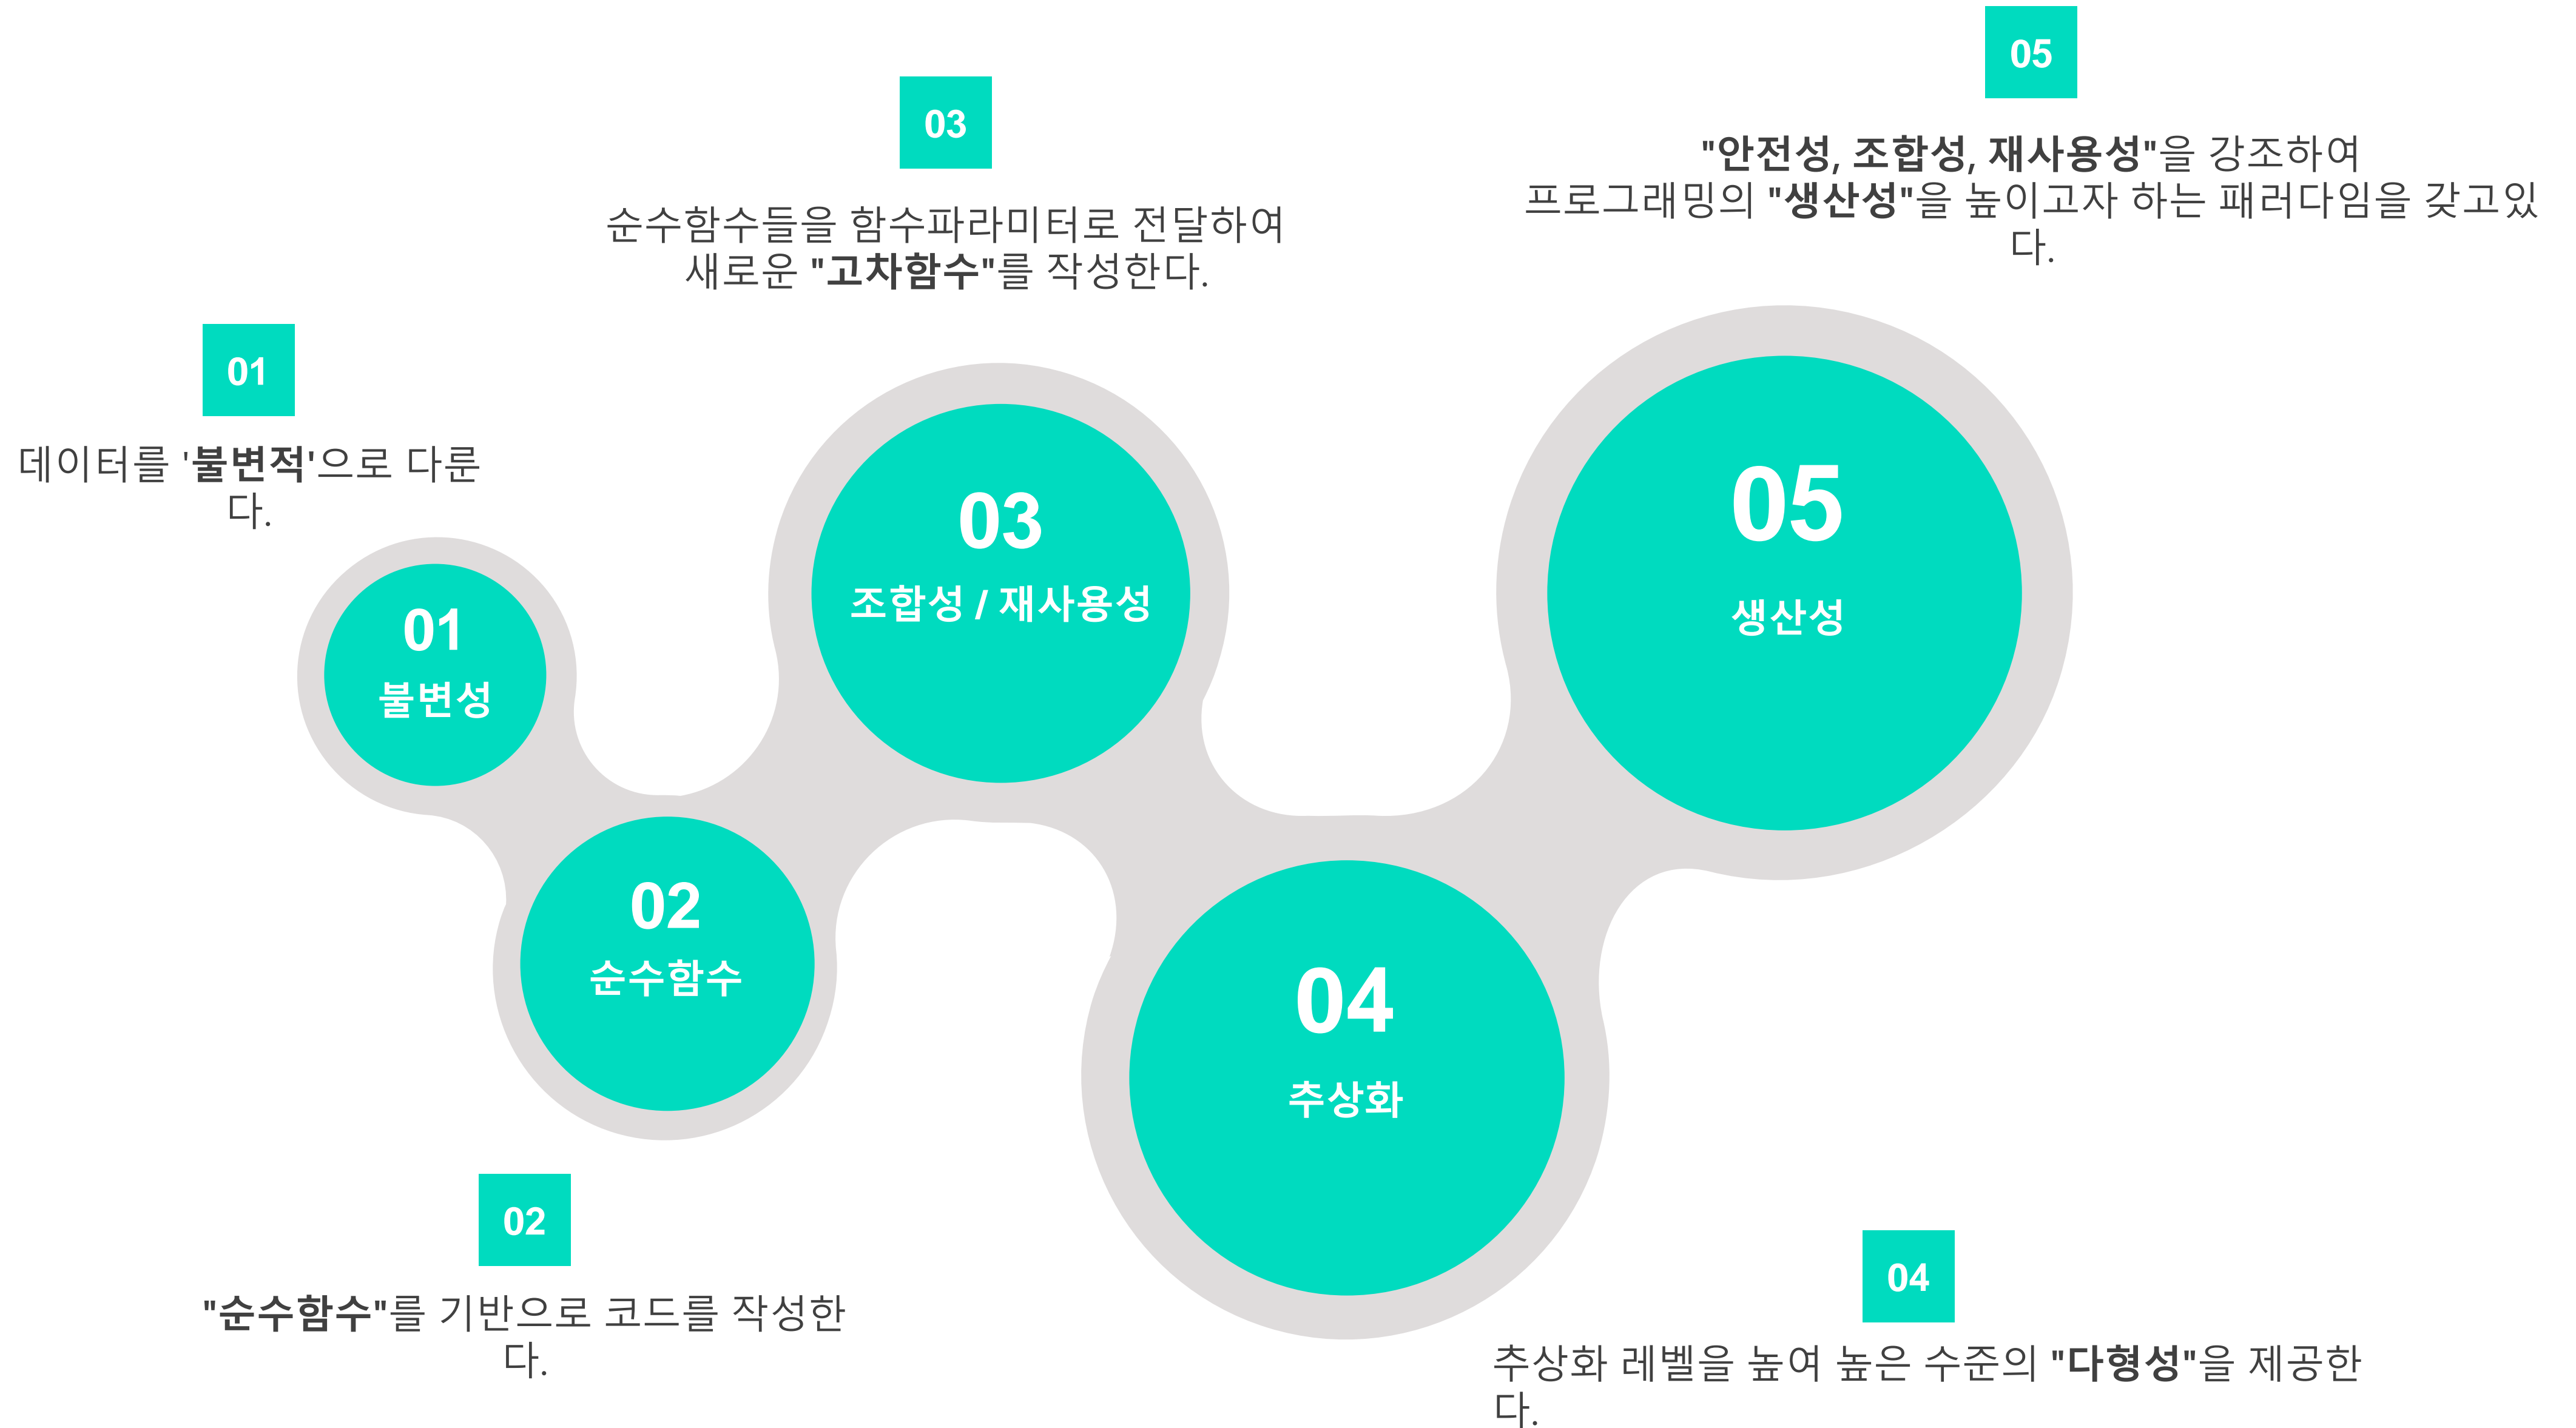 01
데이터를 '불변적'으로 다룬
다.
03
순수함수들을 함수파라미터로 전달하여
새로운 "고차함수"를 작성한다.
05
"안전성, 조합성, 재사용성"을 강조하여
프로그래밍의 "생산성"을 높이고자 하는 패러다임을 갖고있
다.
01
불변성
02
순수함수
03
조합성 / 재사용성
04
추상화
05
생산성
02
"순수함수"를 기반으로 코드를 작성한
다.
04
추상화 레벨을 높여 높은 수준의 "다형성"을 제공한
다.